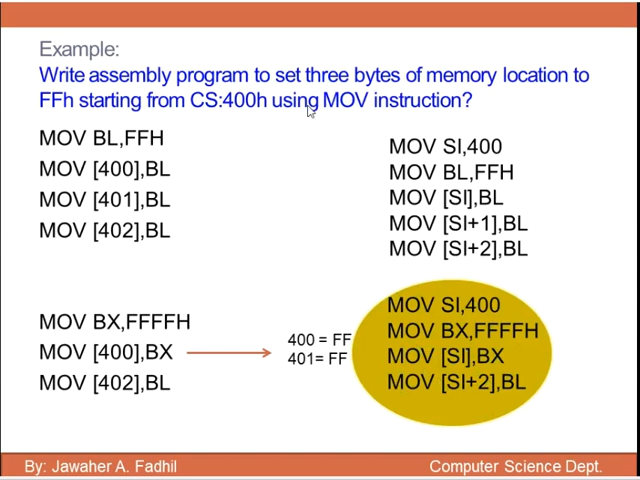 Example:
Write assembly program to set three bytes of memory location to
FFh starting from CS:400h using MOV instruction?
MOV BL,FFH
MOV [400],BL
MOV [401],BL
MOV [402],BL
MOV SI,400
MOV BL,FFH
MOV [SI],BL
MOV [SI+1],BL
MOV [SI+2],BL
MOV BX,FFFFH
MOV [400],BX
MOV [402],BL
400 = FF
401= FF
MOV SI,400
MOV BX,FFFFH
MOV [SI],BX
MOV [SI+2],BL
By: Jawaher A. Fadhil
Computer Science Dept.